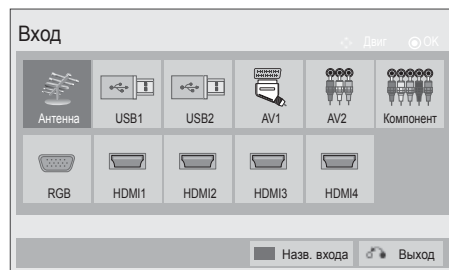 Вход
Двиг OK
Антенна USB1 USB2 AV1 AV2 Компонент
RGB HDMI1 HDMI2 HDMI3 HDMI4
Назв. входа Выход